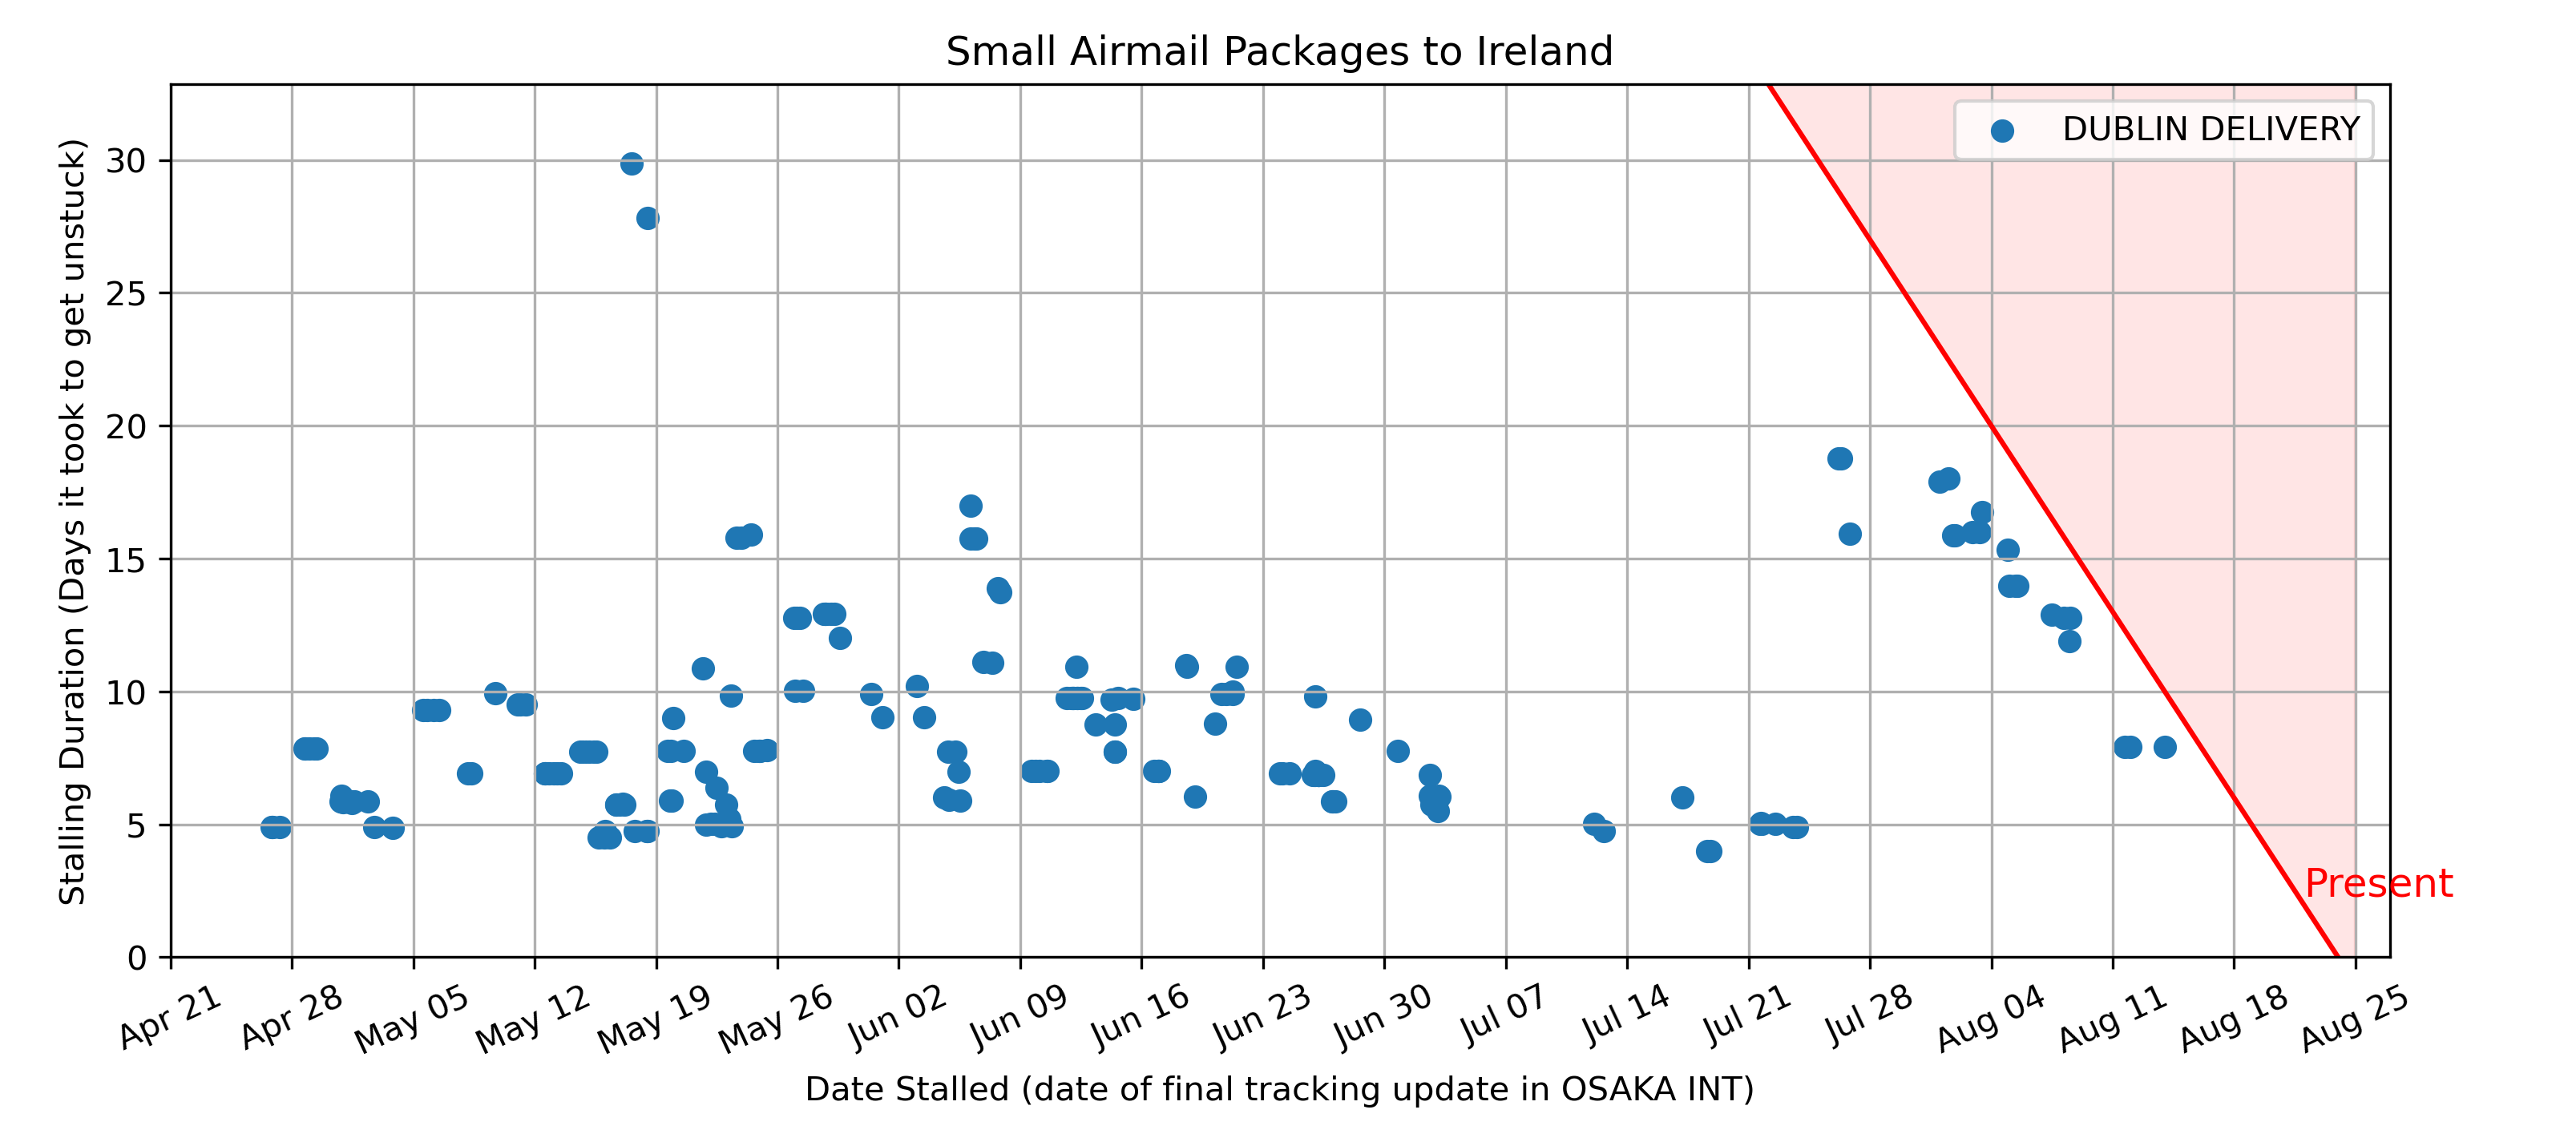 Small Airmail Packages to Ireland
DUBLIN DELIVERY
Stalling Duration (Days it took to get unstuck)
30
25
20
15
10
5
0
Present
Apr 21 Apr 28 May 05 May 12 May 19 May 26 Jun 02 Jun 09 Jun 16 Jun 23 Jun 30 Jul 07 Jul 14 Jul 21 Jul 28 Aug 04 Aug 11 Aug 18 Aug 25
Date Stalled (date of final tracking update in OSAKA INT)